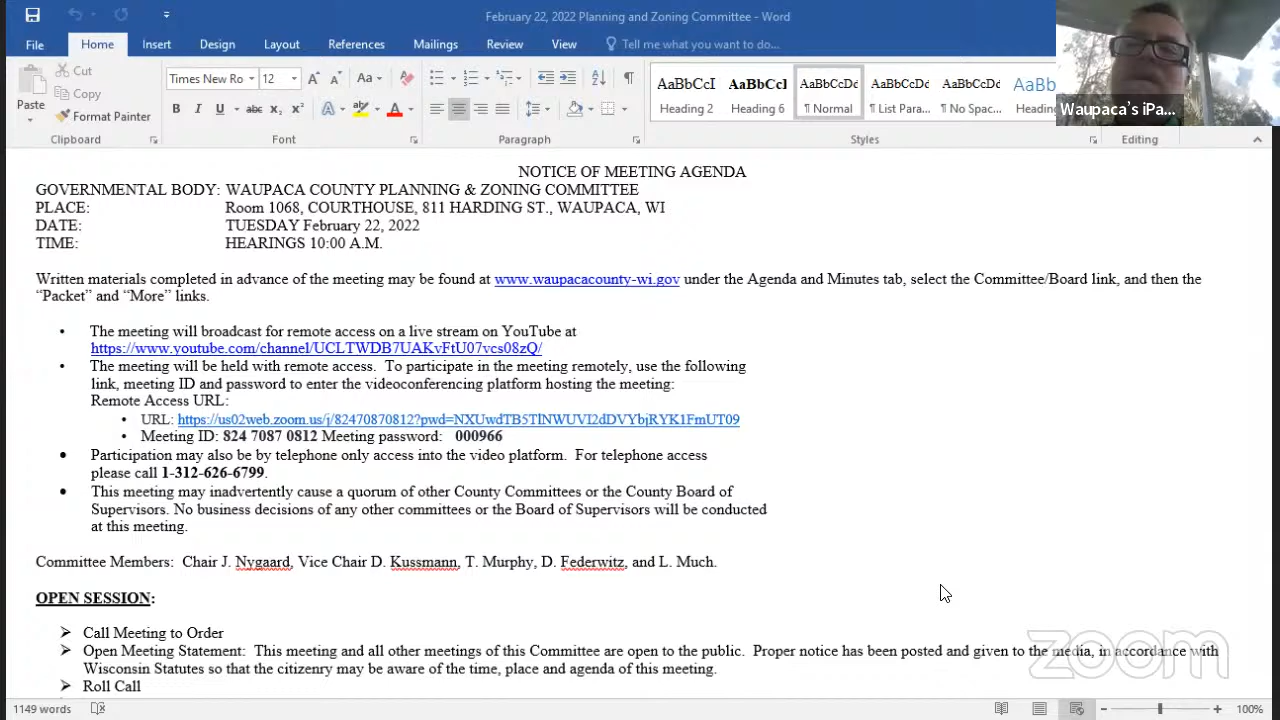 February 22, 2022 Planning and Zoning Committee - Word
File Home Insert Design Layout References Mailings Review View Tell me what you want to do...
Paste Cut Copy Format Painter
Times New Ro 12
AaBbCcI AaBbCcI AaBbCcDc AaBbCcDc AaBbCcDc AaBb
Heading 2 Heading 6 ¶ Normal ¶ List Para... ¶ No Spac... Headin
Clipboard Font Paragraph Styles Editing
Waupaca's iPa...
NOTICE OF MEETING AGENDA
GOVERNMENTAL BODY: WAUPACA COUNTY PLANNING & ZONING COMMITTEE
PLACE: Room 1068, COURTHOUSE, 811 HARDING ST., WAUPACA, WI
DATE: TUESDAY February 22, 2022
TIME: HEARINGS 10:00 A.M.
Written materials completed in advance of the meeting may be found at www.waupacacounty-wi.gov under the Agenda and Minutes tab, select the Committee/Board link, and then the
“Packet” and “More” links.
• The meeting will broadcast for remote access on a live stream on YouTube at
https://www.youtube.com/channel/UCLTWDB7UAKvFtU07vcs08zQ/
• The meeting will be held with remote access. To participate in the meeting remotely, use the following
link, meeting ID and password to enter the videoconferencing platform hosting the meeting:
Remote Access URL:
• URL: https://us02web.zoom.us/j/82470870812?pwd=NXUwdTB5TlNWUVI2dDVYbjRYK1FmUT09
• Meeting ID: 824 7087 0812 Meeting password: 000966
• Participation may also be by telephone only access into the video platform. For telephone access
please call 1-312-626-6799.
• This meeting may inadvertently cause a quorum of other County Committees or the County Board of
Supervisors. No business decisions of any other committees or the Board of Supervisors will be conducted
at this meeting.
Committee Members: Chair J. Nygaard, Vice Chair D. Kussmann, T. Murphy, D. Federwitz, and L. Much.
OPEN SESSION:
➢ Call Meeting to Order
➢ Open Meeting Statement: This meeting and all other meetings of this Committee are open to the public. Proper notice has been posted and given to the media, in accordance with
Wisconsin Statutes so that the citizenry may be aware of the time, place and agenda of this meeting.
➢ Roll Call
zoom
1149 words 100%